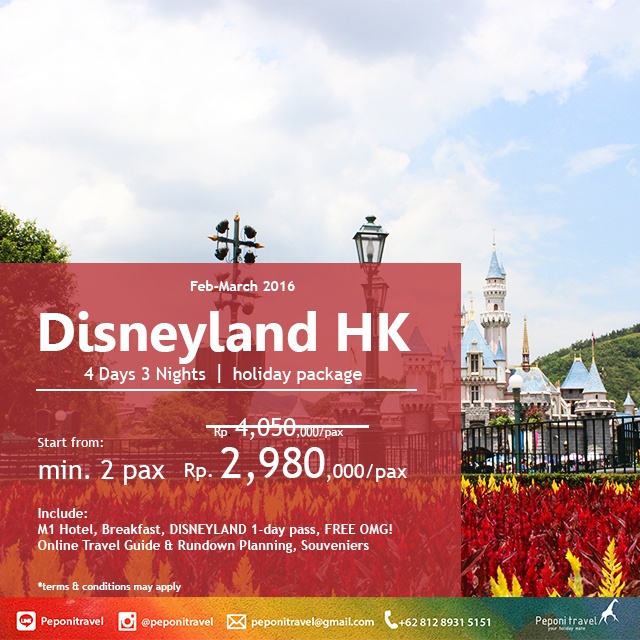 Feb-March 2016
Disneyland HK
4 Days 3 Nights | holiday package
Start from:
Rp 4,050,000/pax
min. 2 pax Rp. 2,980,000/pax
Include:
M1 Hotel, Breakfast, DISNEYLAND 1-day pass, FREE OMG!
Online Travel Guide & Rundown Planning, Souveniers
*terms & conditions may apply
LINE Peponitravel @peponitravel peponitravel@gmail.com +62 812 8931 5151
Peponi travel
your holiday mate